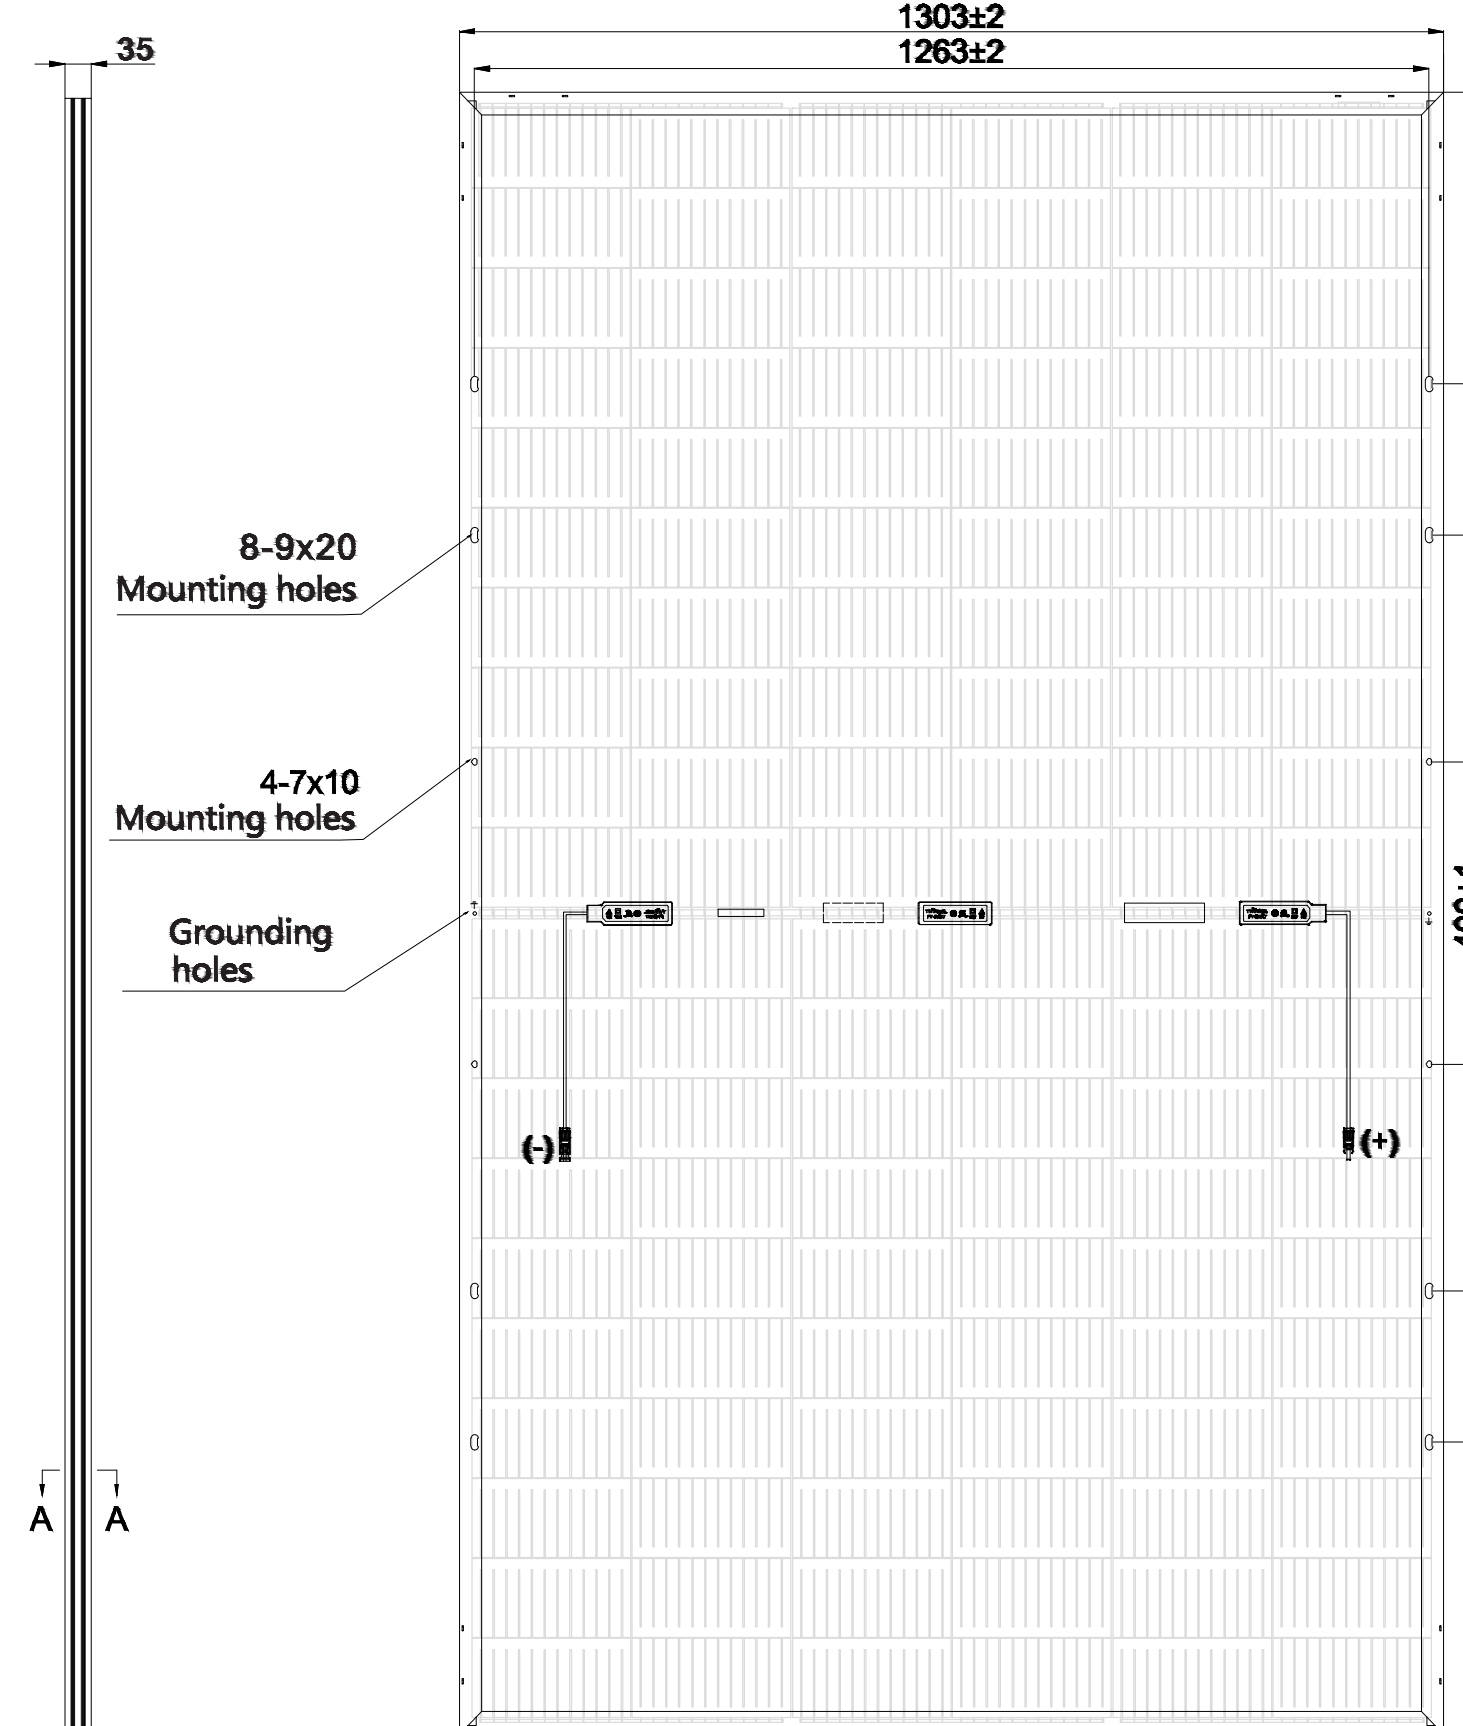 1303±2
35
1263±2
8-9x20
Mounting holes
4-7x10
Mounting holes
Grounding
holes
(-)
(+)
A A